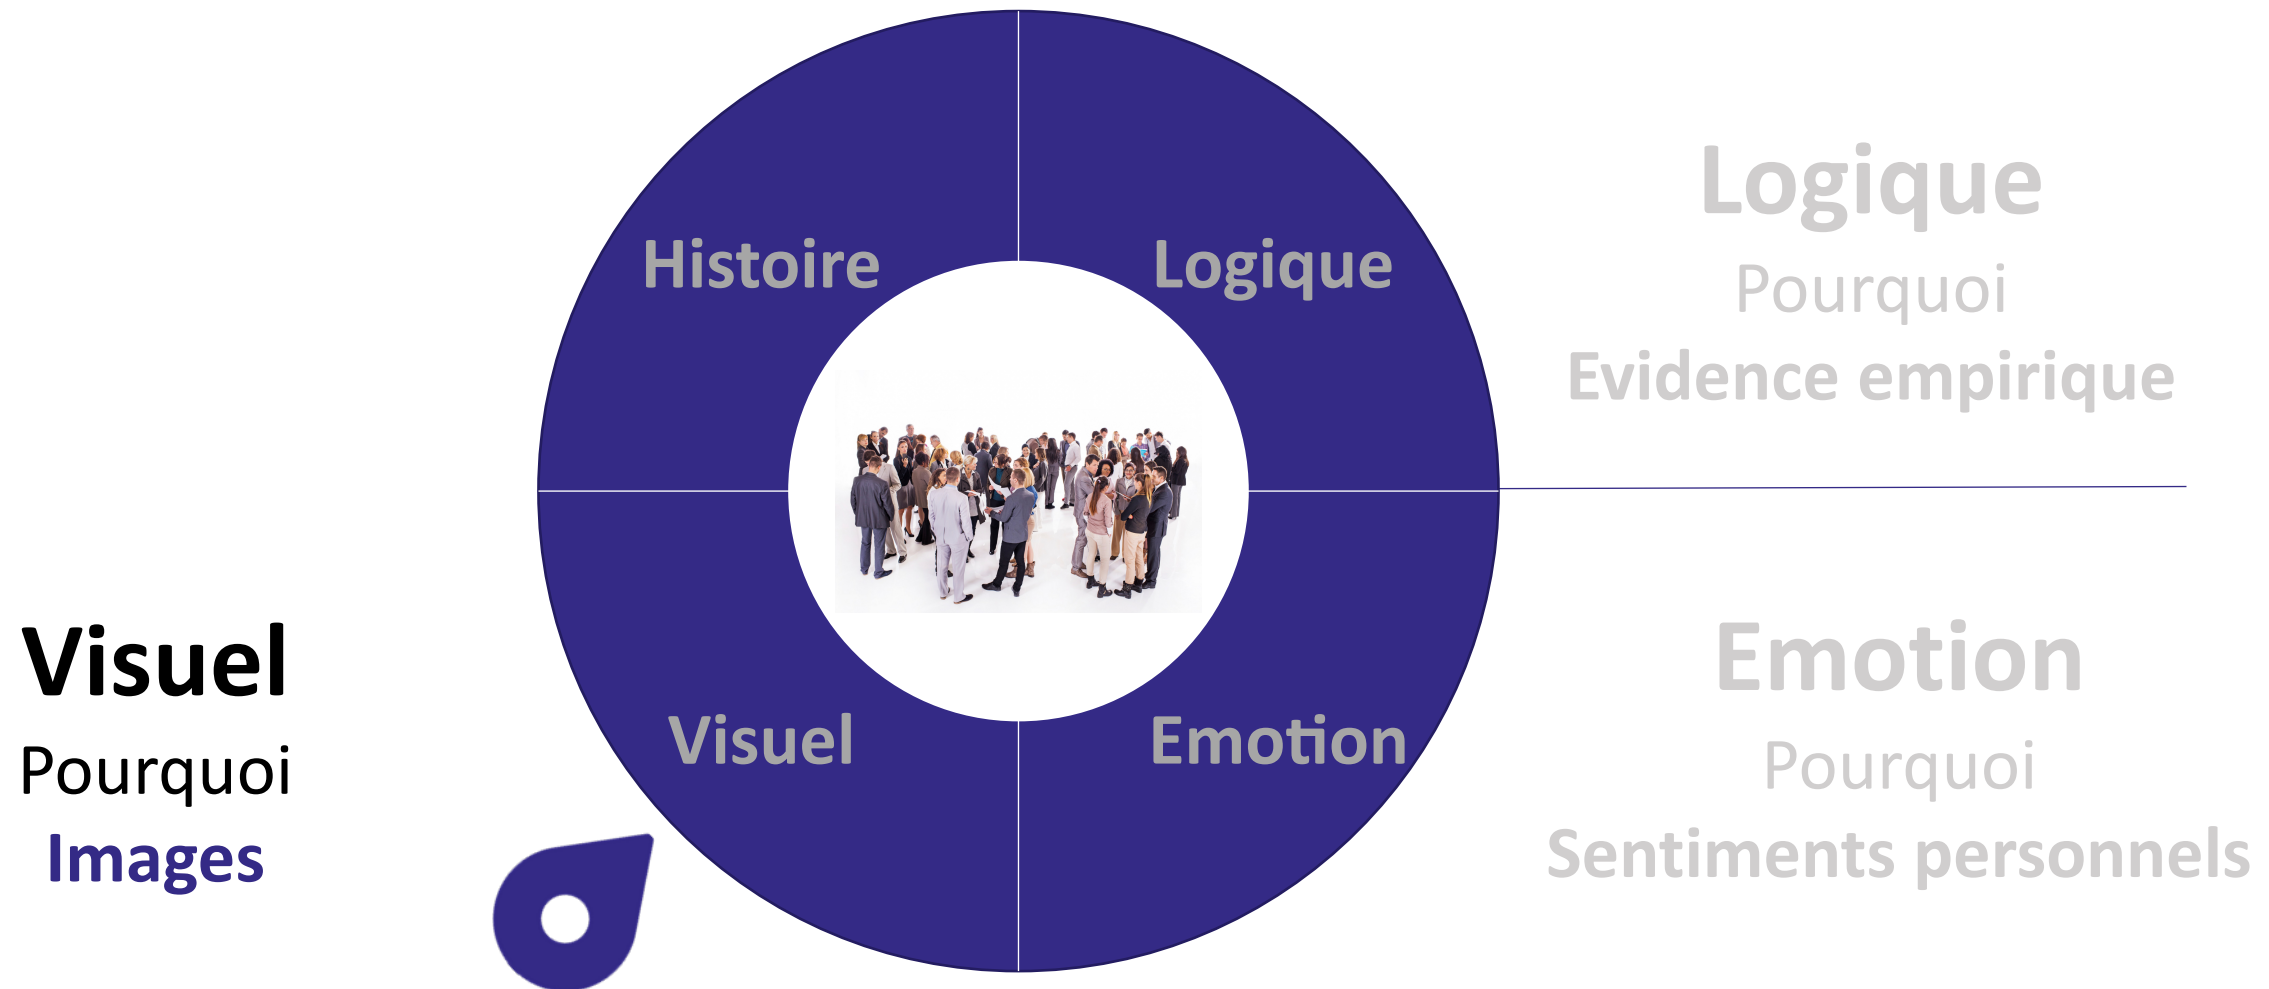 Histoire
Logique
Visuel
Emotion
Logique
Pourquoi
Evidence empirique
Emotion
Pourquoi
Sentiments personnels
Visuel
Pourquoi
Images